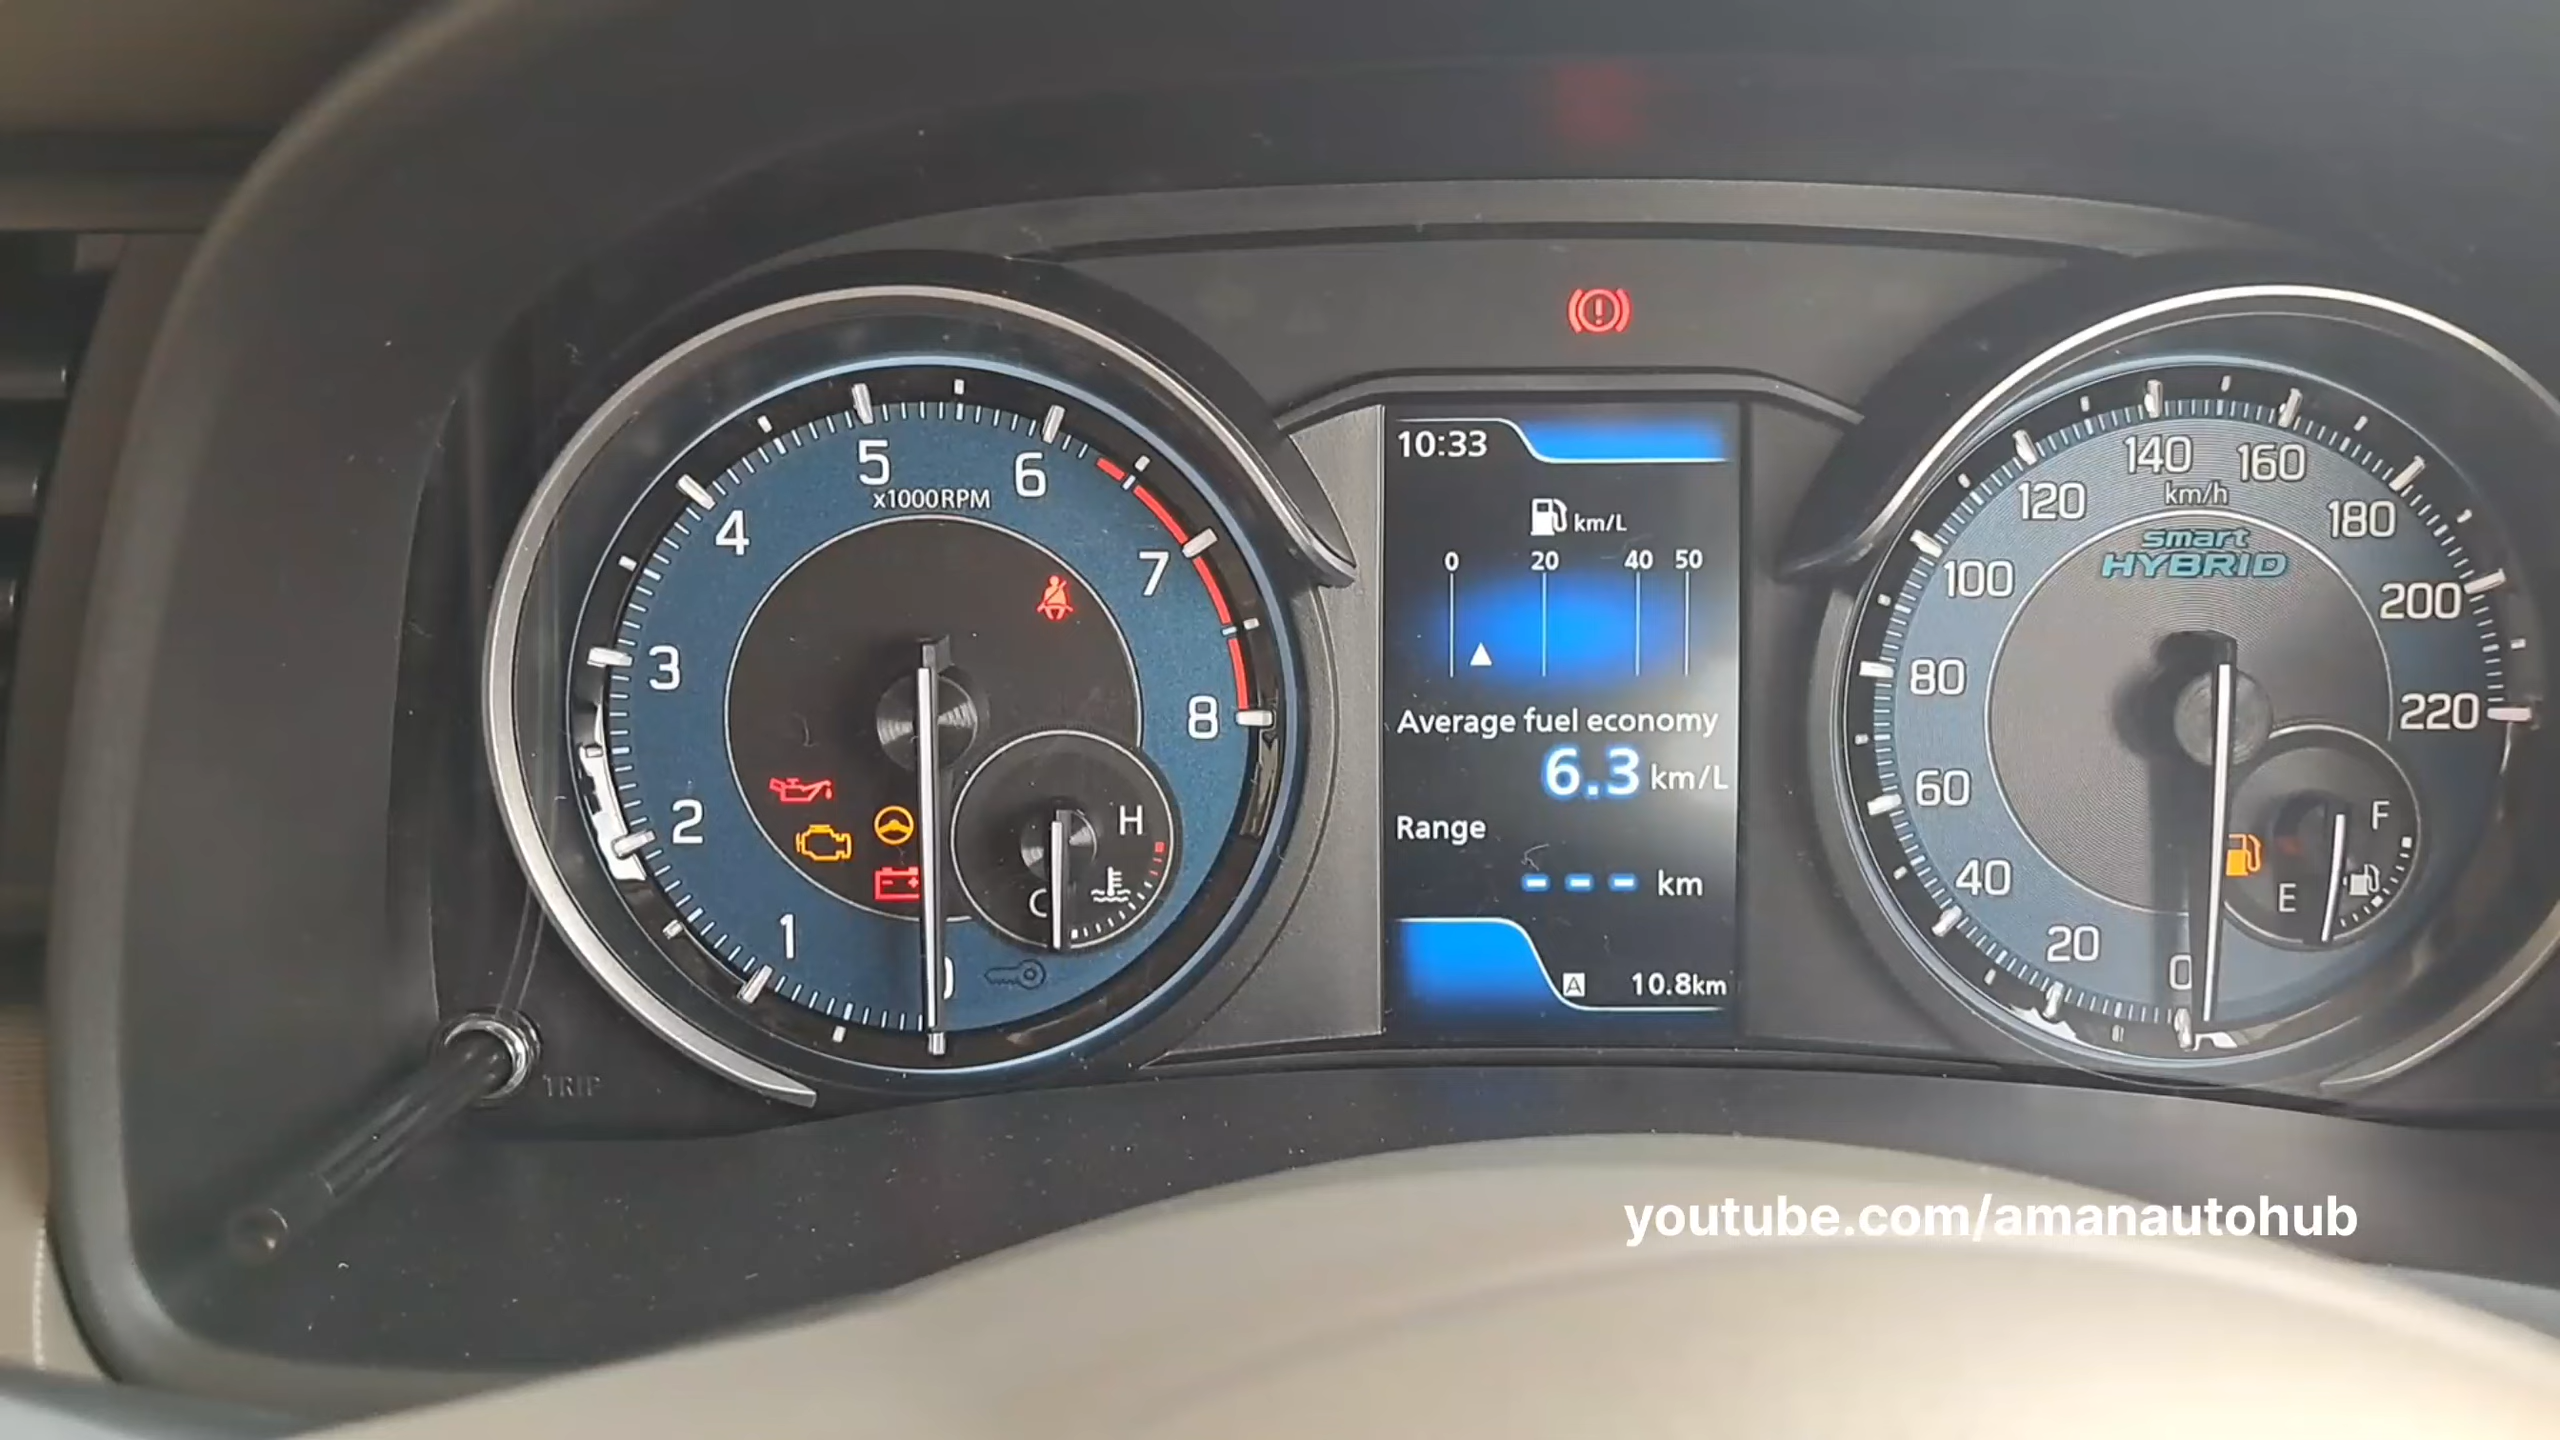 5
6
x1000RPM
4
7
3
8
2
1
0
H
C
TRIP
10:33
km/L
0 20 40 50
Average fuel economy
6.3 km/L
Range
--- km
A 10.8km
140
160
km/h
120
180
smart
HYBRID
100
200
80
220
60
F
40
E
20
0
youtube.com/amanautohub